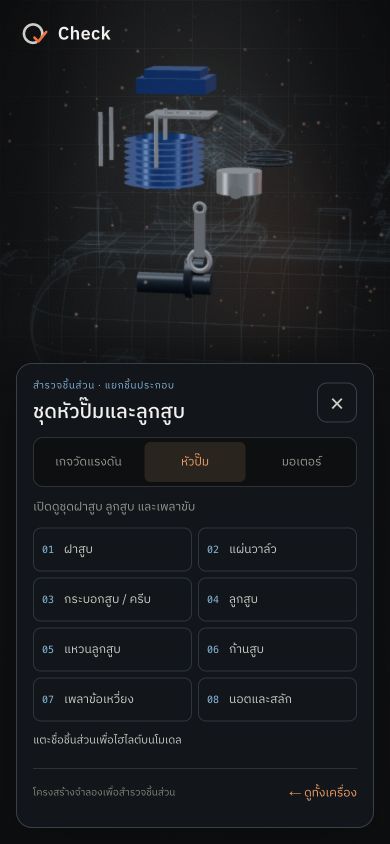 Check
สำรวจชิ้นส่วน · แยกชิ้นประกอบ
ชุดหัวปั๊มและลูกสูบ
เกจวัดแรงดัน
หัวปั๊ม
มอเตอร์
เปิดดูชุดฝาสูบ ลูกสูบ และเพลาขับ
01 ฝาสูบ
02 แผ่นวาล์ว
03 กระบอกสูบ / ครีบ
04 ลูกสูบ
05 แหวนลูกสูบ
06 ก้านสูบ
07 เพลาข้อเหวี่ยง
08 นอตและสลัก
แตะชื่อชิ้นส่วนเพื่อไฮไลต์บนโมเดล
โครงสร้างจำลองเพื่อสำรวจชิ้นส่วน
← ดูทั้งเครื่อง